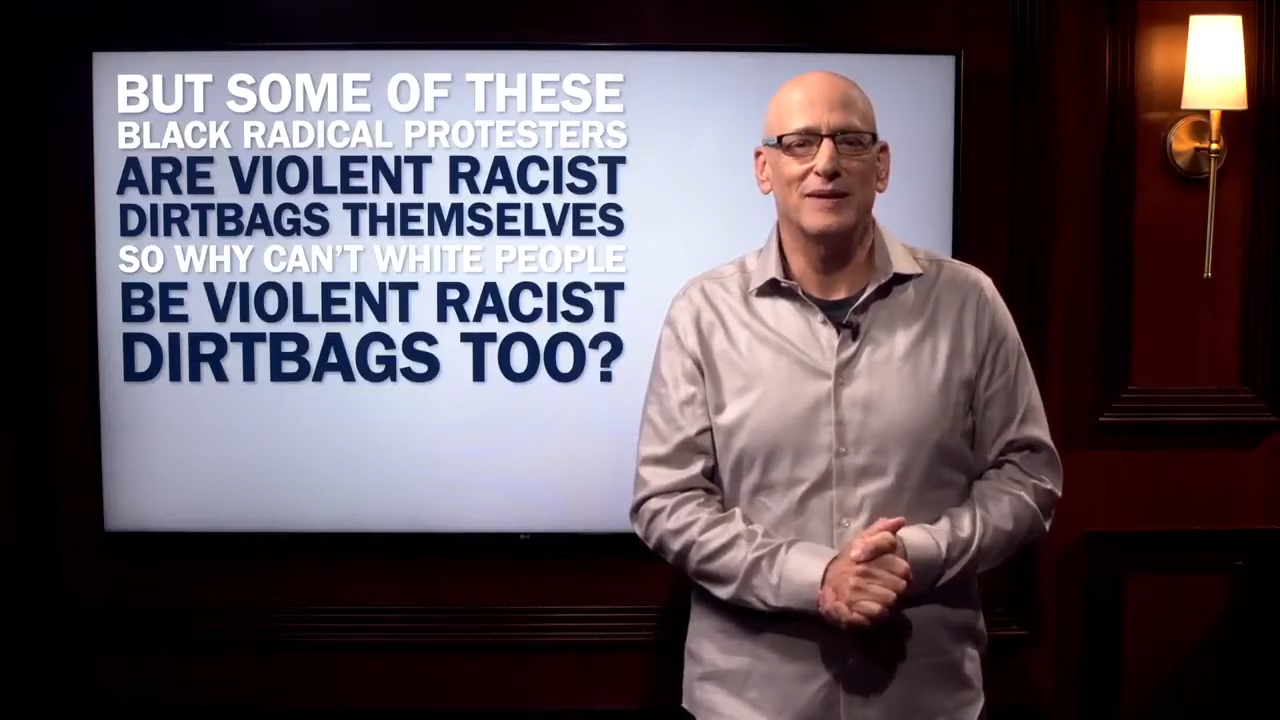 BUT SOME OF THESE
BLACK RADICAL PROTESTERS
ARE VIOLENT RACIST
DIRTBAGS THEMSELVES
SO WHY CAN'T WHITE PEOPLE
BE VIOLENT RACIST
DIRTBAGS TOO?